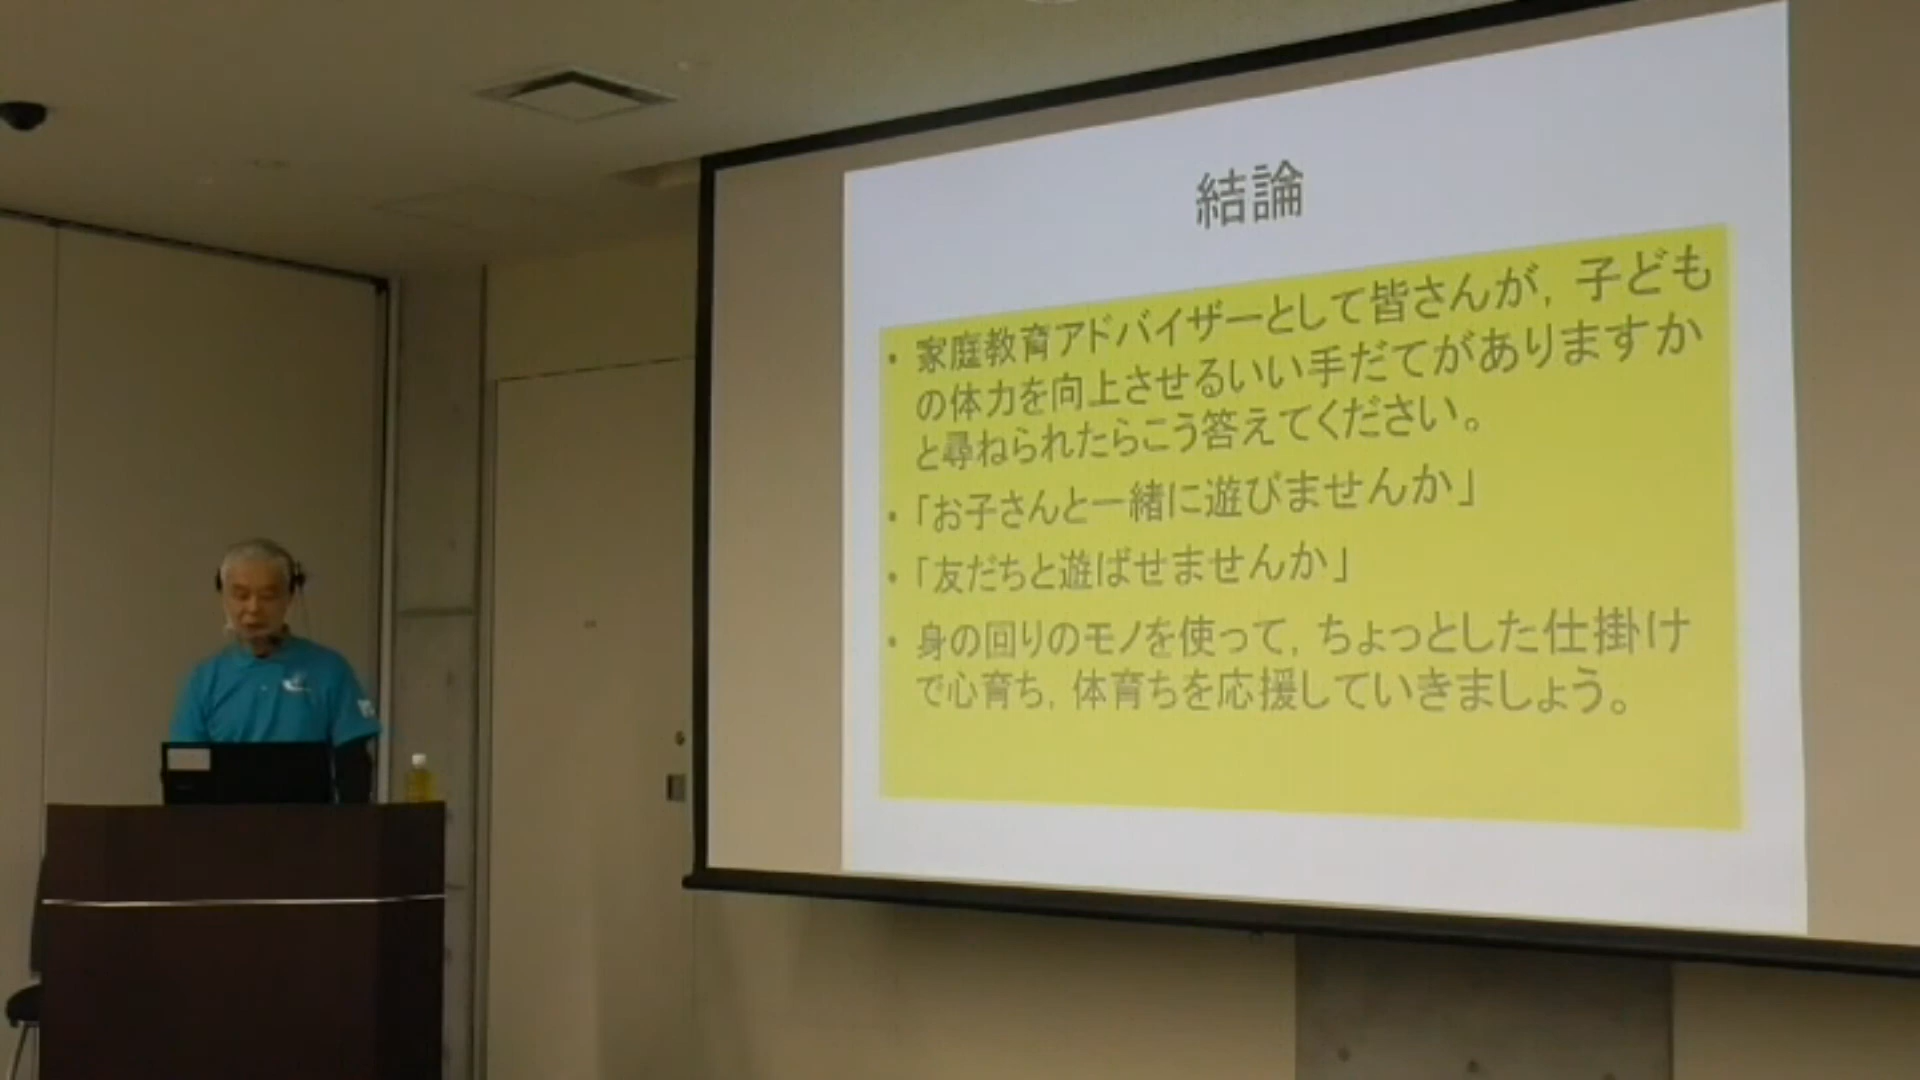 結論
• 家庭教育アドバイザーとして皆さんが，子ども
の体力を向上させるいい手だてがありますか
と尋ねられたらこう答えてください。
• 「お子さんと一緒に遊びませんか」
• 「友だちと遊ばせませんか」
• 身の回りのモノを使って，ちょっとした仕掛け
で心育ち，体育ちを応援していきましょう。